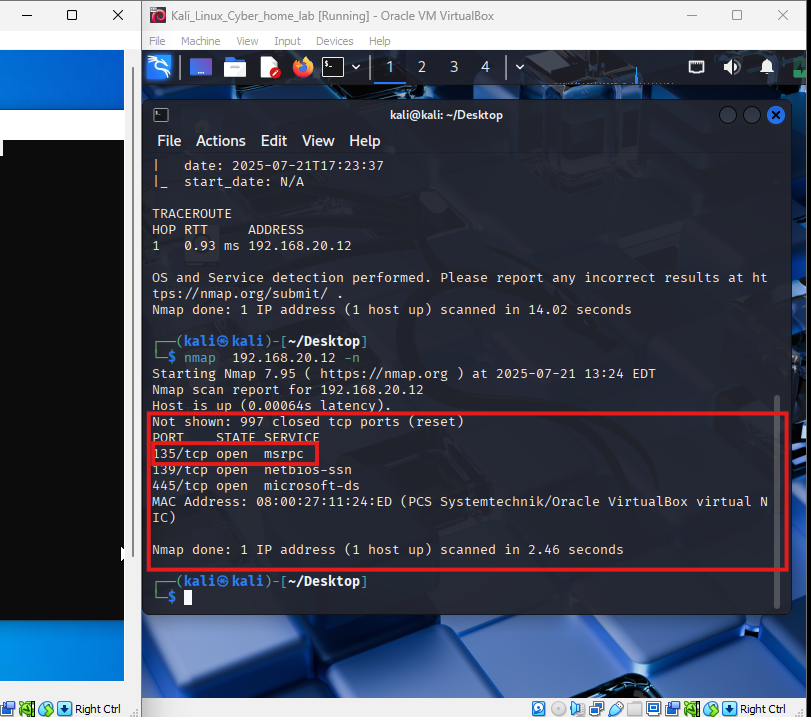 Kali_Linux_Cyber_home_lab [Running] - Oracle VM VirtualBox
File Machine View Input Devices Help
1 2 3 4
kali@kali: ~/Desktop
File Actions Edit View Help
|   date: 2025-07-21T17:23:37
|_  start_date: N/A
TRACEROUTE
HOP RTT     ADDRESS
1   0.93 ms 192.168.20.12
OS and Service detection performed. Please report any incorrect results at ht
tps://nmap.org/submit/ .
Nmap done: 1 IP address (1 host up) scanned in 14.02 seconds
┌──(kali㉿kali)-[~/Desktop]
└─$ nmap  192.168.20.12 -n
Starting Nmap 7.95 ( https://nmap.org ) at 2025-07-21 13:24 EDT
Nmap scan report for 192.168.20.12
Host is up (0.00064s latency).
Not shown: 997 closed tcp ports (reset)
PORT    STATE SERVICE
135/tcp open  msrpc
139/tcp open  netbios-ssn
445/tcp open  microsoft-ds
MAC Address: 08:00:27:11:24:ED (PCS Systemtechnik/Oracle VirtualBox virtual N
IC)
Nmap done: 1 IP address (1 host up) scanned in 2.46 seconds
┌──(kali㉿kali)-[~/Desktop]
└─$
Right Ctrl
Right Ctrl